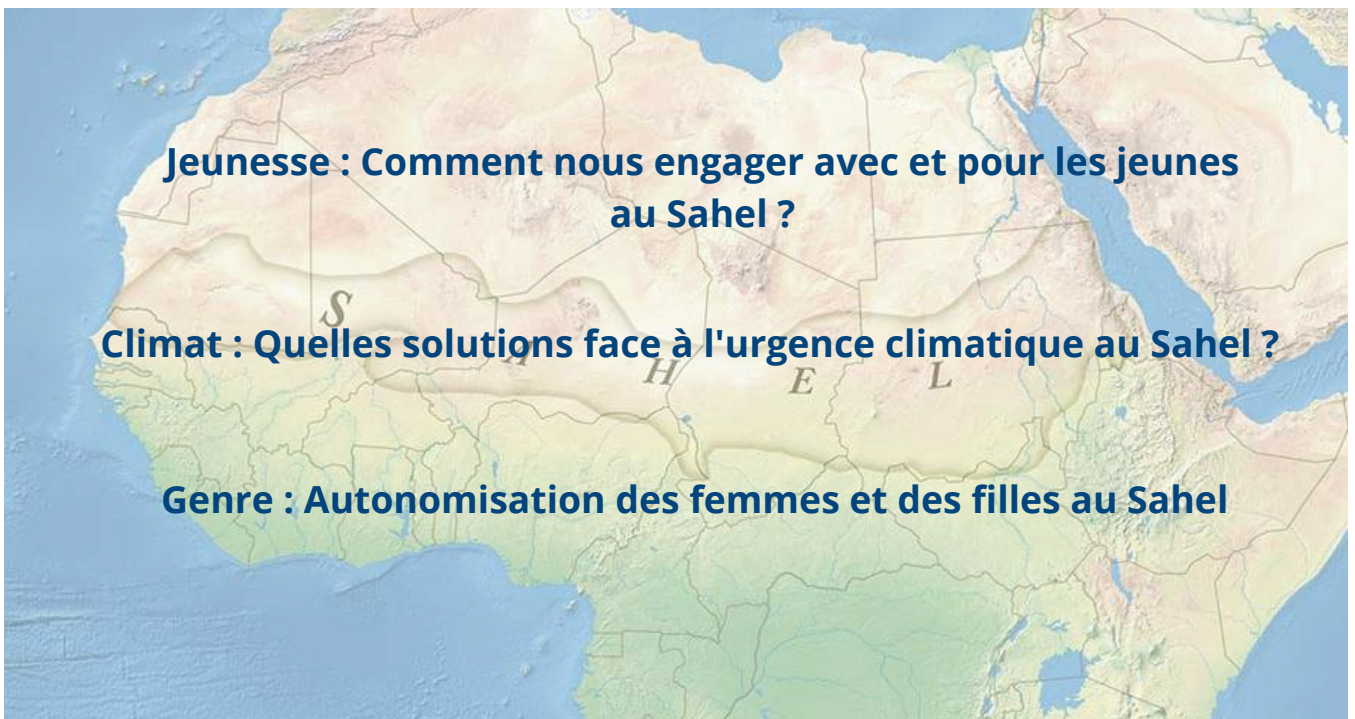 Jeunesse : Comment nous engager avec et pour les jeunes
au Sahel ?
S A H E L
Climat : Quelles solutions face à l'urgence climatique au Sahel ?
Genre : Autonomisation des femmes et des filles au Sahel